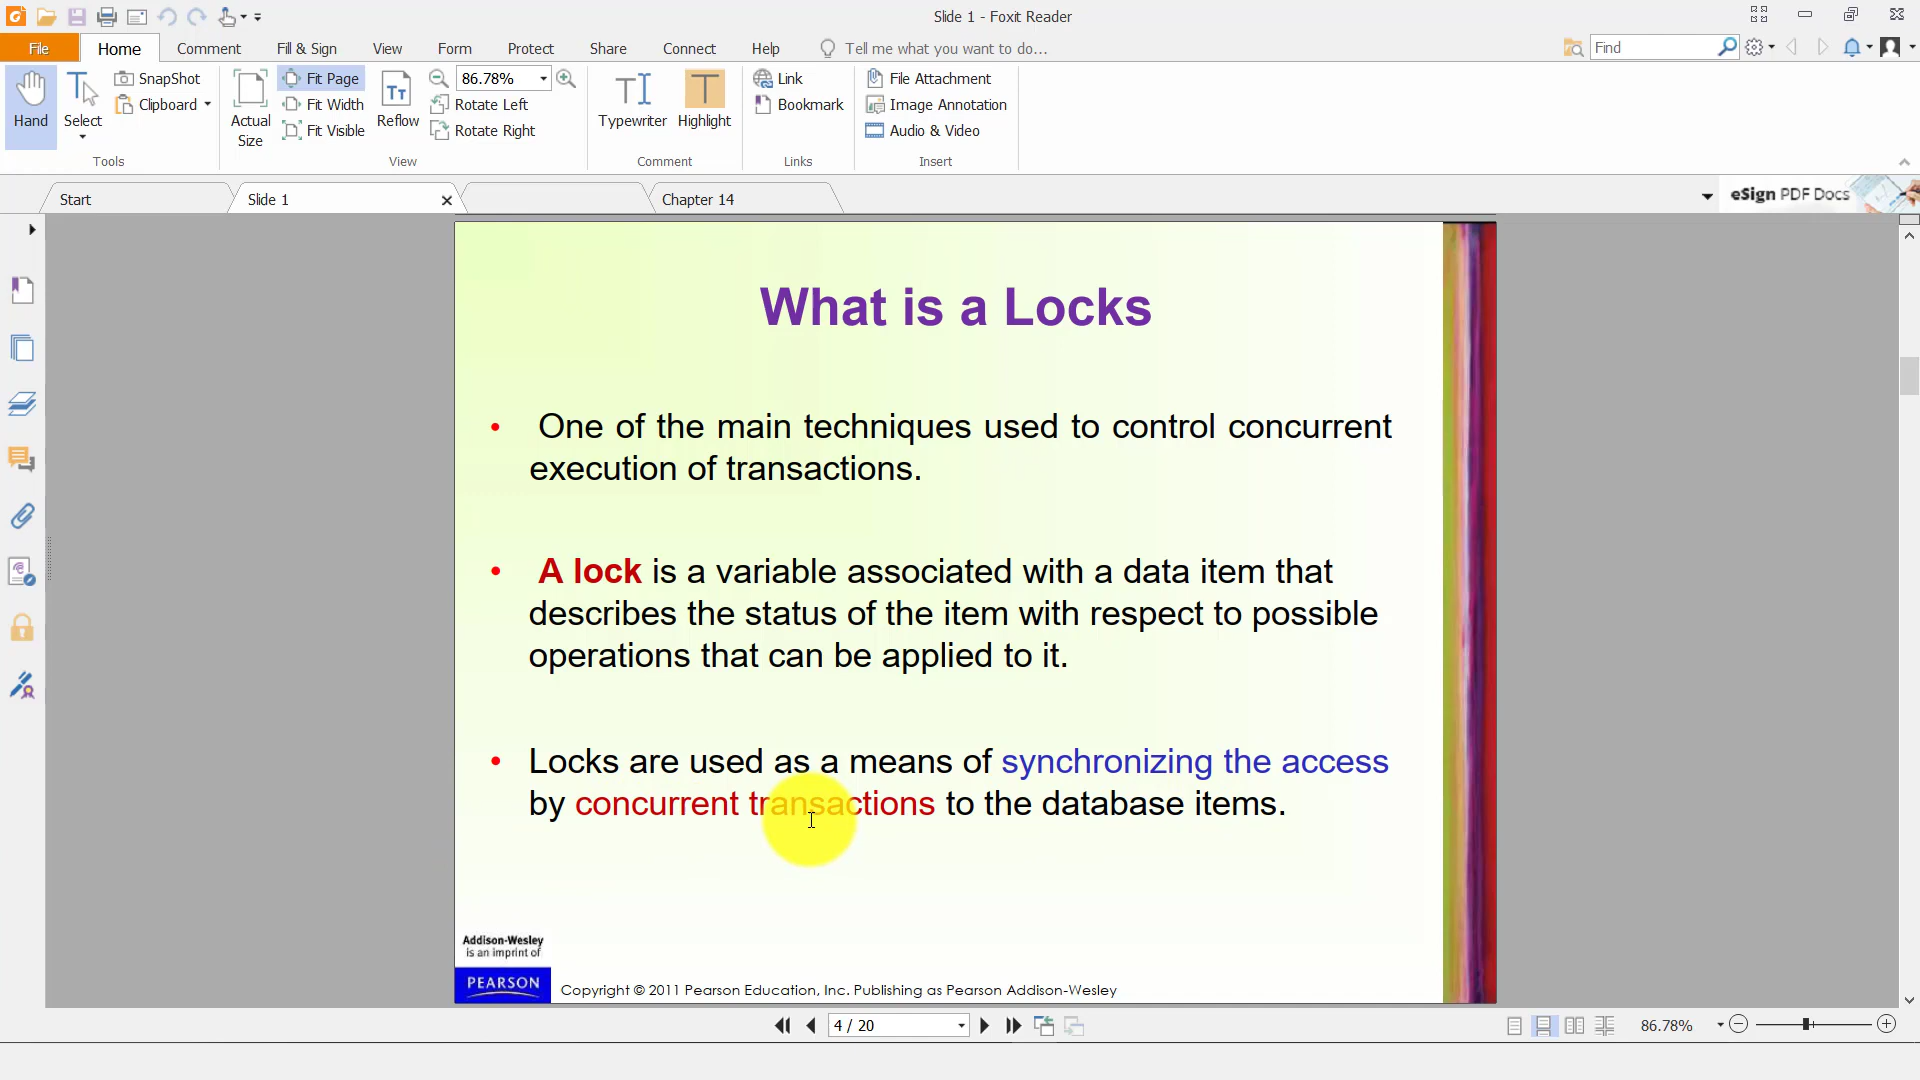 Slide 1 - Foxit Reader
File Home Comment Fill & Sign View Form Protect Share Connect Help Tell me what you want to do... Find
Hand Select SnapShot Clipboard
Tools
Actual Size Fit Page Fit Width Fit Visible Reflow 86.78% Rotate Left Rotate Right
View
Typewriter Highlight
Comment
Link Bookmark
Links
File Attachment Image Annotation Audio & Video
Insert
Start Slide 1 Chapter 14 eSign PDF Docs
What is a Locks
• One of the main techniques used to control concurrent
execution of transactions.
• A lock is a variable associated with a data item that
describes the status of the item with respect to possible
operations that can be applied to it.
• Locks are used as a means of synchronizing the access
by concurrent transactions to the database items.
Addison-Wesley
is an imprint of
PEARSON
Copyright © 2011 Pearson Education, Inc. Publishing as Pearson Addison-Wesley
4 / 20 86.78%